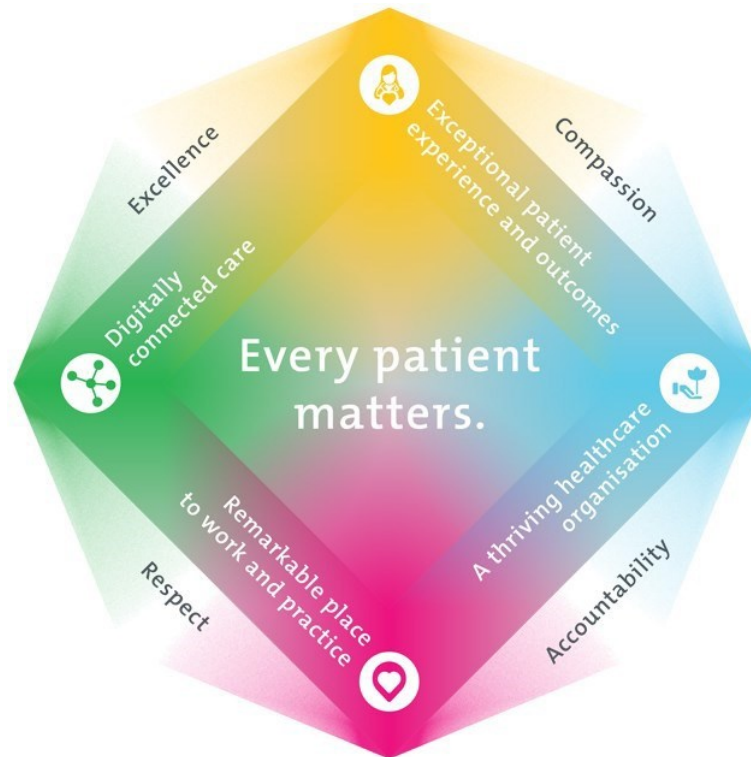 Excellence
Compassion
Exceptional patient
experience and outcomes
Digitally
connected care
Every patient
matters.
A thriving healthcare
organisation
Remarkable place
to work and practice
Respect
Accountability